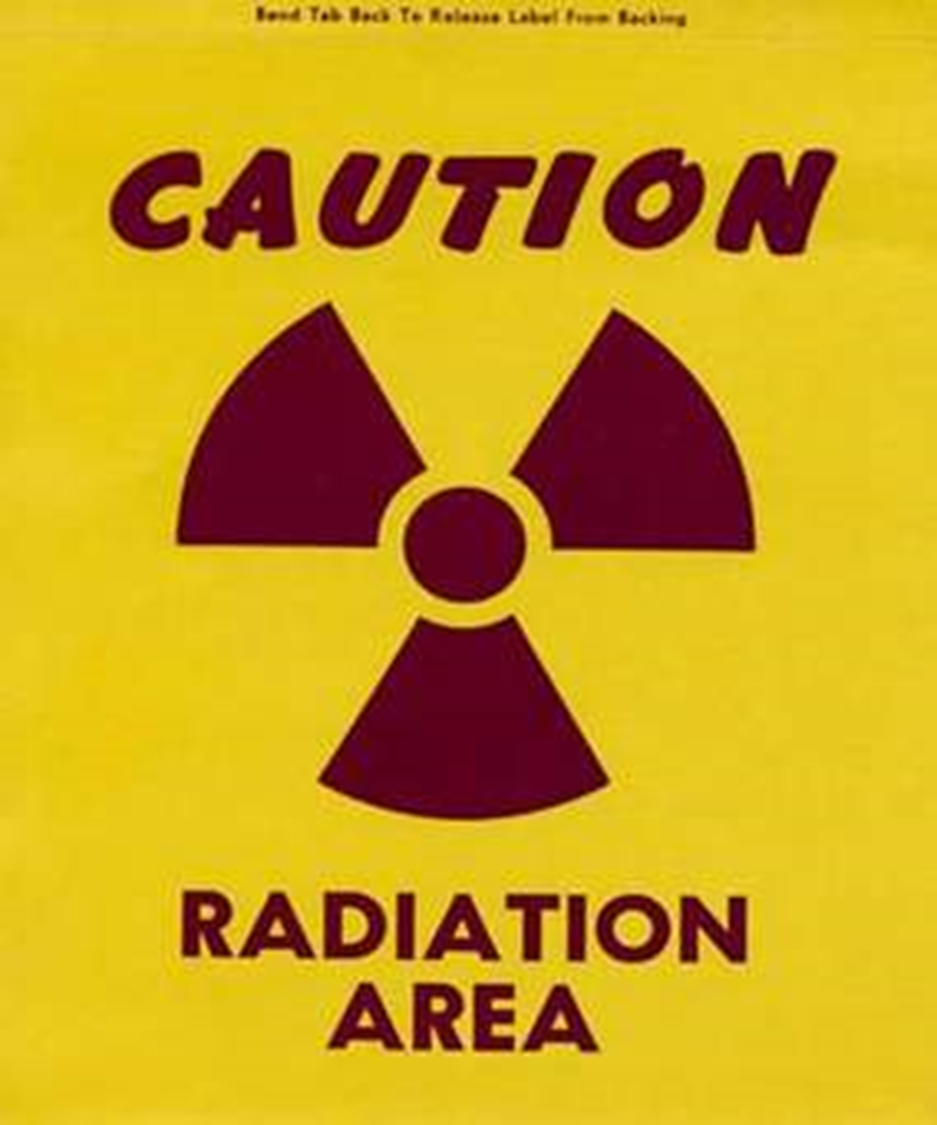 Bend Tab Back To Release Label From Backing
CAUTION
RADIATION
AREA